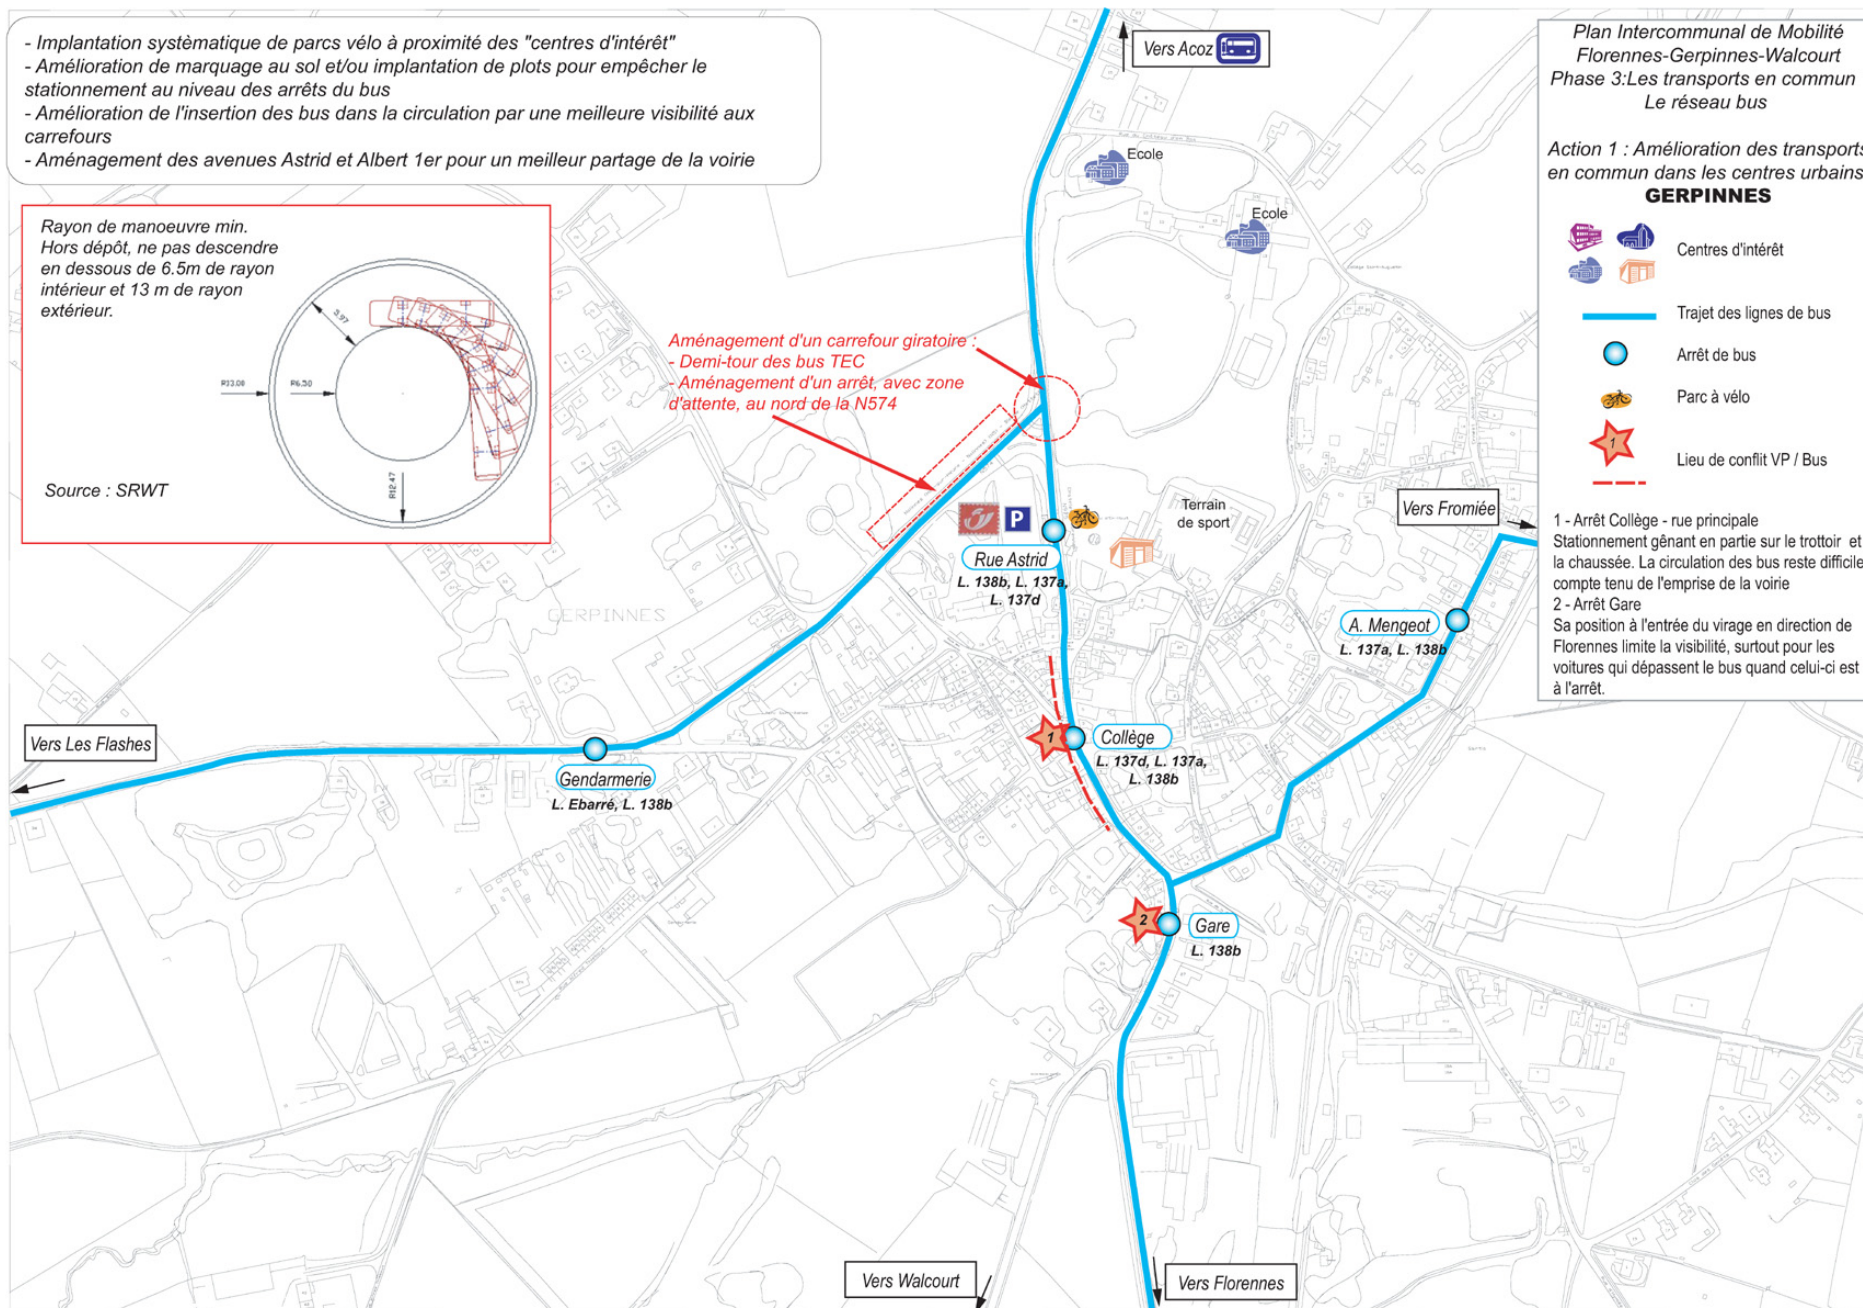 - Implantation systèmatique de parcs vélo à proximité des "centres d'intérêt"
- Amélioration de marquage au sol et/ou implantation de plots pour empêcher le
stationnement au niveau des arrêts du bus
- Amélioration de l'insertion des bus dans la circulation par une meilleure visibilité aux
carrefours
- Aménagement des avenues Astrid et Albert 1er pour un meilleur partage de la voirie
Vers Acoz
Plan Intercommunal de Mobilité
Florennes-Gerpinnes-Walcourt
Phase 3:Les transports en commun
Le réseau bus
Action 1 : Amélioration des transports
en commun dans les centres urbains
GERPINNES
Centres d'intérêt
Trajet des lignes de bus
Arrêt de bus
Parc à vélo
1
Lieu de conflit VP / Bus
1 - Arrêt Collège - rue principale
Stationnement gênant en partie sur le trottoir et
la chaussée. La circulation des bus reste difficile
compte tenu de l'emprise de la voirie
2 - Arrêt Gare
Sa position à l'entrée du virage en direction de
Florennes limite la visibilité, surtout pour les
voitures qui dépassent le bus quand celui-ci est
à l'arrêt.
Rayon de manoeuvre min.
Hors dépôt, ne pas descendre
en dessous de 6.5m de rayon
intérieur et 13 m de rayon
extérieur.
3.97
R13.00
R6.50
R12.47
Source : SRWT
Ecole
Ecole
Aménagement d'un carrefour giratoire :
- Demi-tour des bus TEC
- Aménagement d'un arrêt, avec zone
d'attente, au nord de la N574
P
Terrain
de sport
Rue Astrid
L. 138b, L. 137a,
L. 137d
Vers Fromiée
A. Mengeot
L. 137a, L. 138b
GERPINNES
Vers Les Flashes
Gendarmerie
L. Ebarré, L. 138b
1
Collège
L. 137d, L. 137a,
L. 138b
2
Gare
L. 138b
Vers Walcourt
Vers Florennes